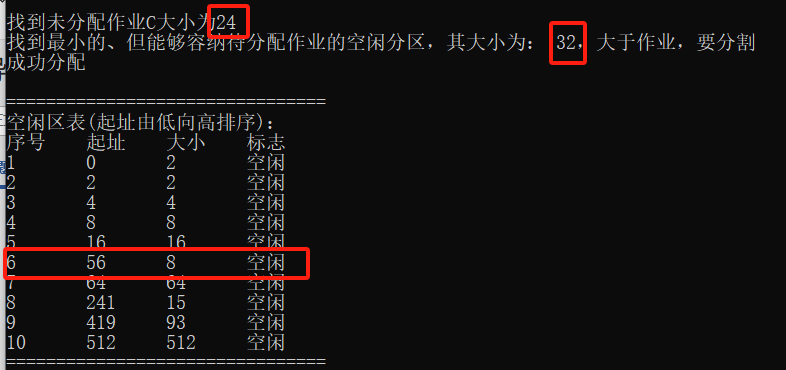 找到未分配作业C大小为24
找到最小的、但能够容纳待分配作业的空闲分区，其大小为： 32，大于作业，要分割
成功分配
================================
空闲区表(起址由低向高排序)：
序号 起址 大小 标志
1 0 2 空闲
2 2 2 空闲
3 4 4 空闲
4 8 8 空闲
5 16 16 空闲
6 56 8 空闲
7 64 64 空闲
8 241 15 空闲
9 419 93 空闲
10 512 512 空闲
================================